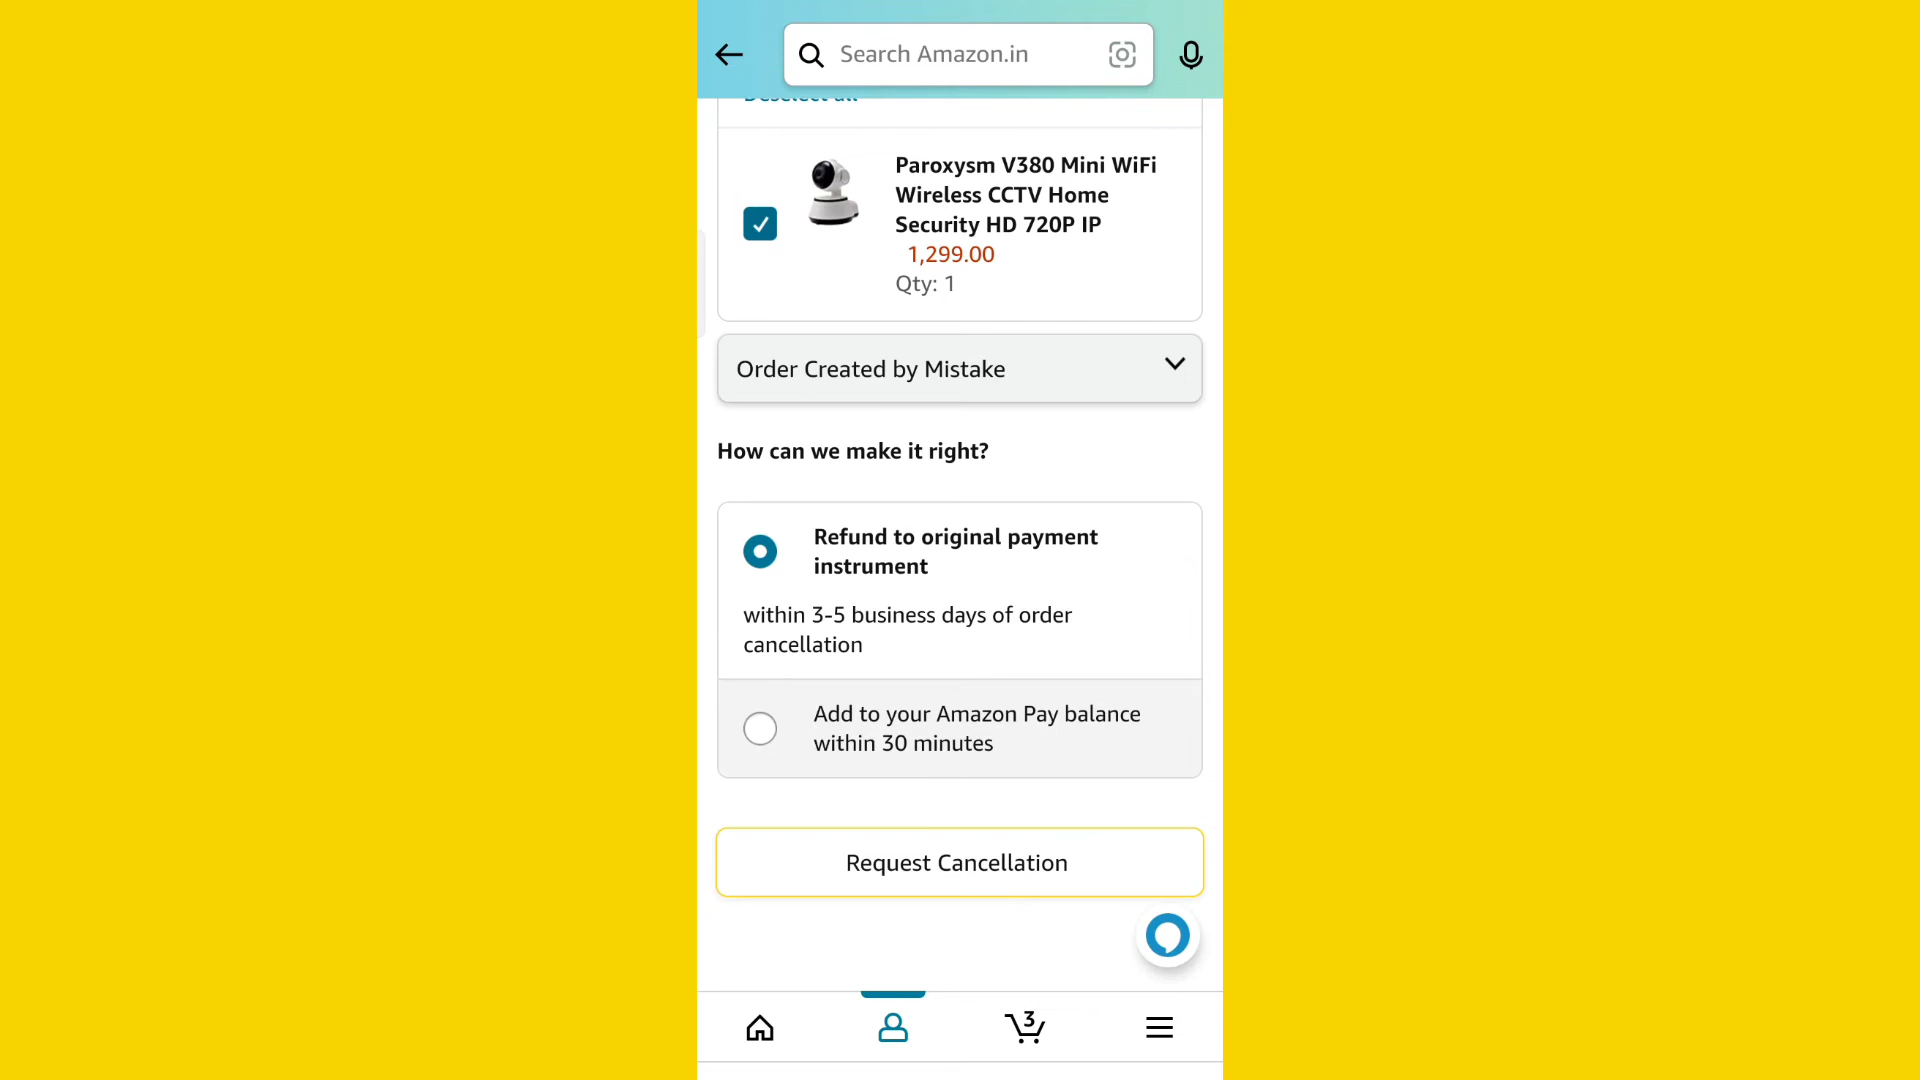 Search Amazon.in
Deselect all
Paroxysm V380 Mini WiFi
Wireless CCTV Home
Security HD 720P IP
1,299.00
Qty: 1
Order Created by Mistake
How can we make it right?
Refund to original payment
instrument
within 3-5 business days of order
cancellation
Add to your Amazon Pay balance
within 30 minutes
Request Cancellation
3